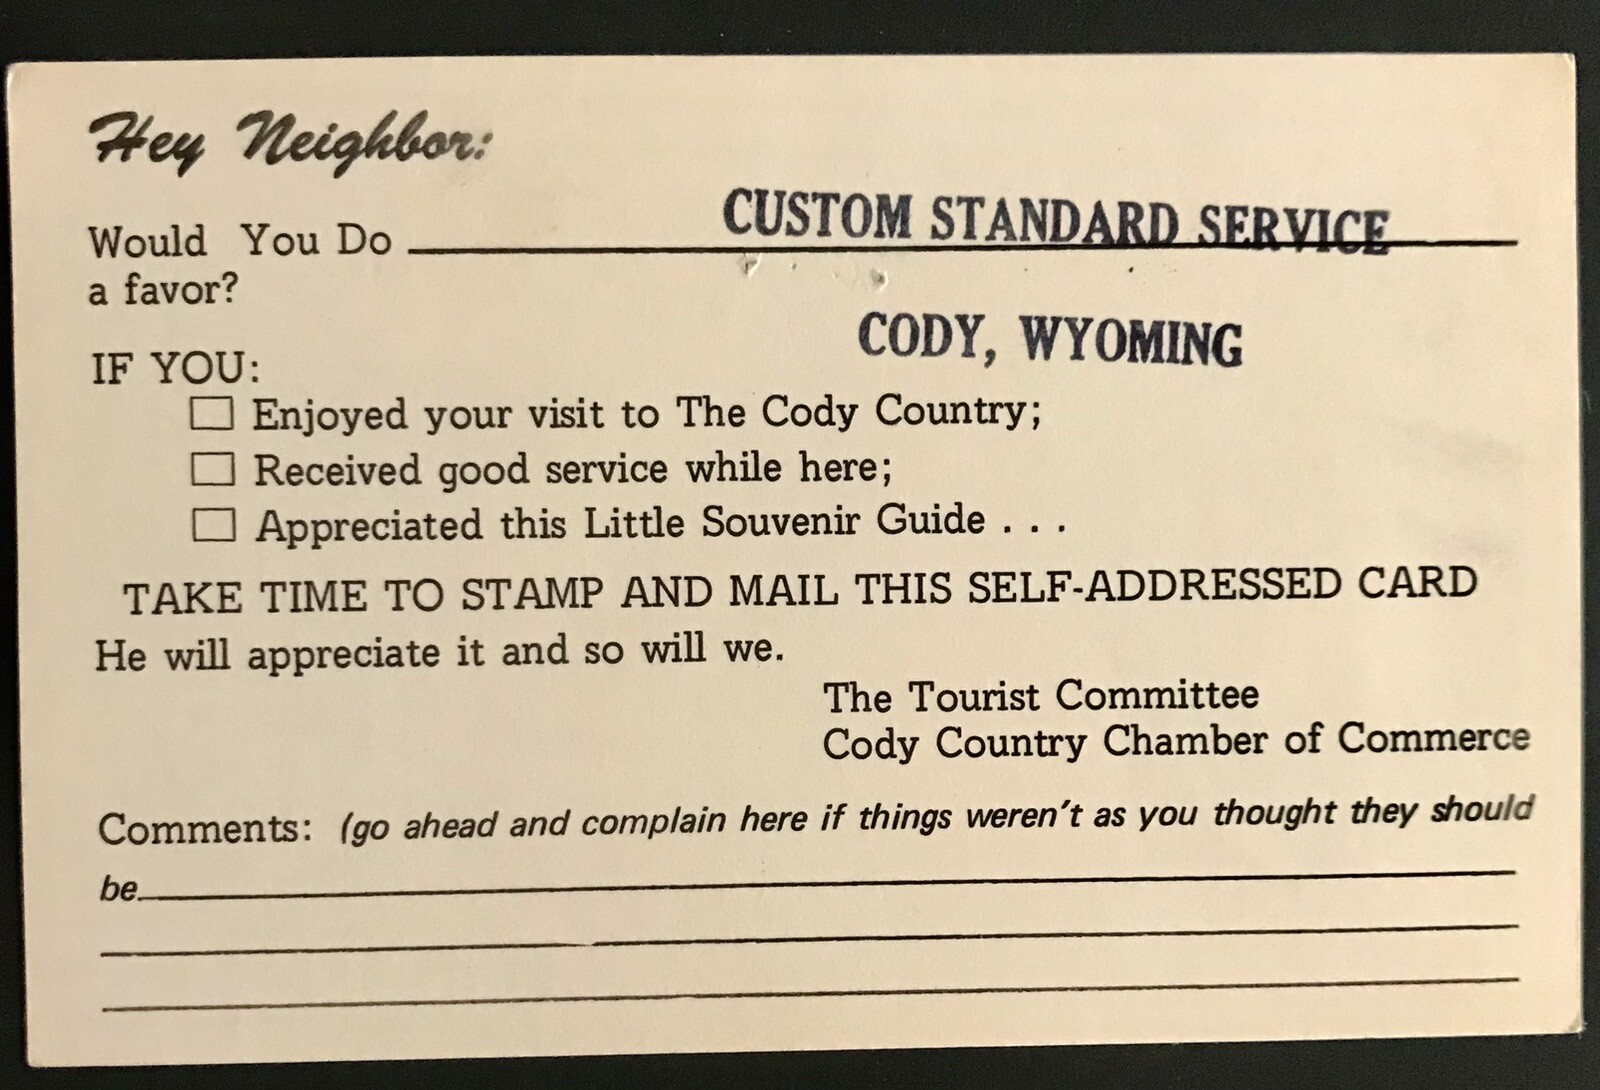 Hey Neighbor:
Would You Do CUSTOM STANDARD SERVICE
a favor?
CODY, WYOMING
IF YOU:
Enjoyed your visit to The Cody Country;
Received good service while here;
Appreciated this Little Souvenir Guide . . .
TAKE TIME TO STAMP AND MAIL THIS SELF-ADDRESSED CARD
He will appreciate it and so will we.
The Tourist Committee
Cody Country Chamber of Commerce
Comments: (go ahead and complain here if things weren't as you thought they should
be.